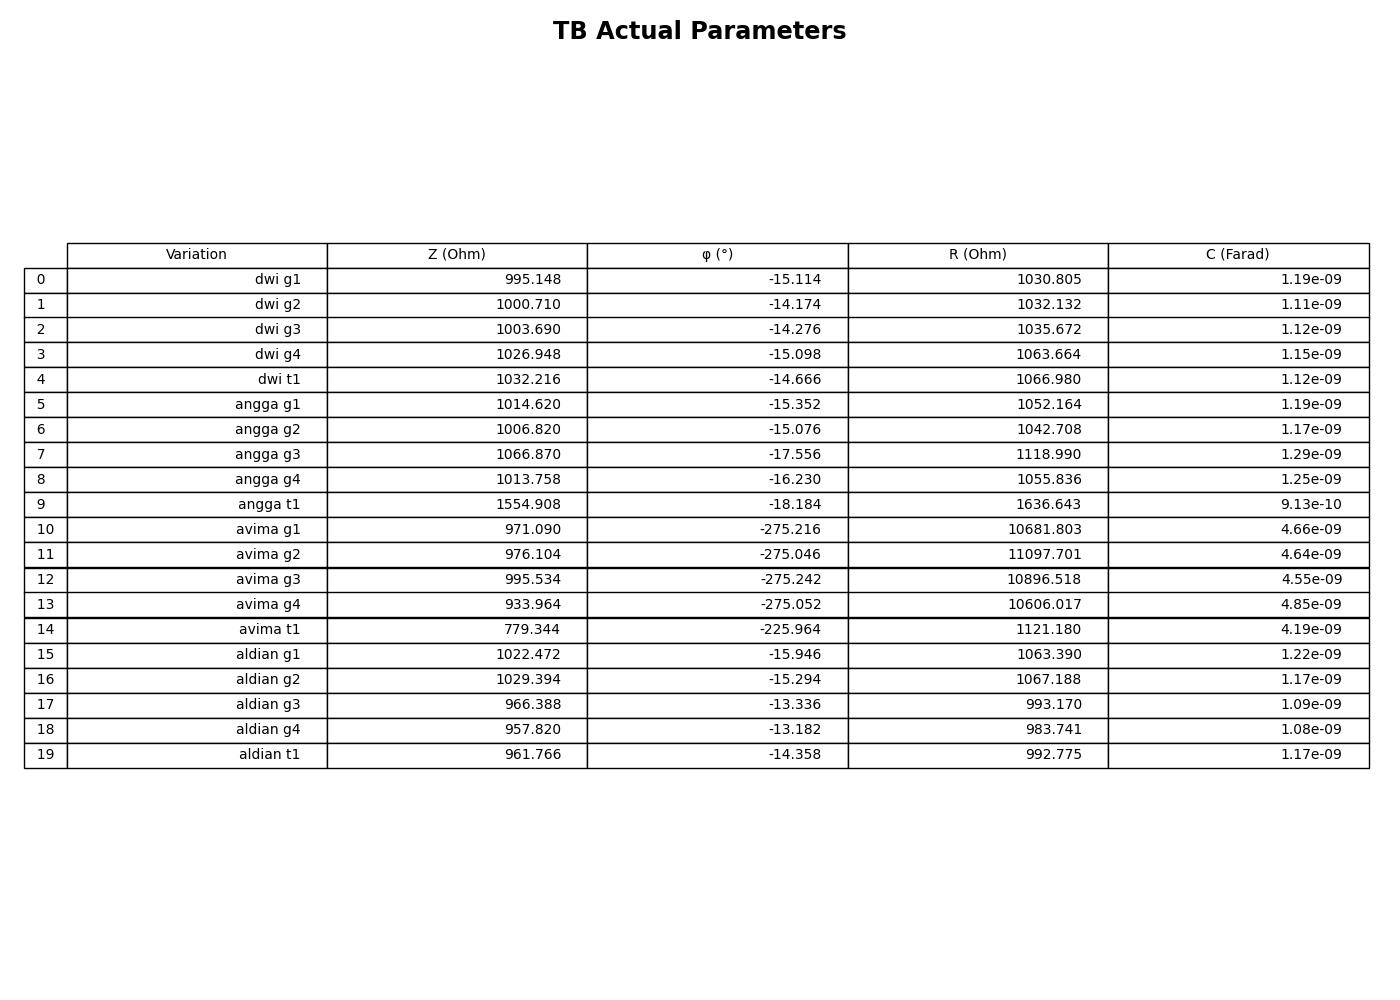 TB Actual Parameters
Variation Z (Ohm) φ (°) R (Ohm) C (Farad)
0 dwi g1 995.148 -15.114 1030.805 1.19e-09
1 dwi g2 1000.710 -14.174 1032.132 1.11e-09
2 dwi g3 1003.690 -14.276 1035.672 1.12e-09
3 dwi g4 1026.948 -15.098 1063.664 1.15e-09
4 dwi t1 1032.216 -14.666 1066.980 1.12e-09
5 angga g1 1014.620 -15.352 1052.164 1.19e-09
6 angga g2 1006.820 -15.076 1042.708 1.17e-09
7 angga g3 1066.870 -17.556 1118.990 1.29e-09
8 angga g4 1013.758 -16.230 1055.836 1.25e-09
9 angga t1 1554.908 -18.184 1636.643 9.13e-10
10 avima g1 971.090 -275.216 10681.803 4.66e-09
11 avima g2 976.104 -275.046 11097.701 4.64e-09
12 avima g3 995.534 -275.242 10896.518 4.55e-09
13 avima g4 933.964 -275.052 10606.017 4.85e-09
14 avima t1 779.344 -225.964 1121.180 4.19e-09
15 aldian g1 1022.472 -15.946 1063.390 1.22e-09
16 aldian g2 1029.394 -15.294 1067.188 1.17e-09
17 aldian g3 966.388 -13.336 993.170 1.09e-09
18 aldian g4 957.820 -13.182 983.741 1.08e-09
19 aldian t1 961.766 -14.358 992.775 1.17e-09